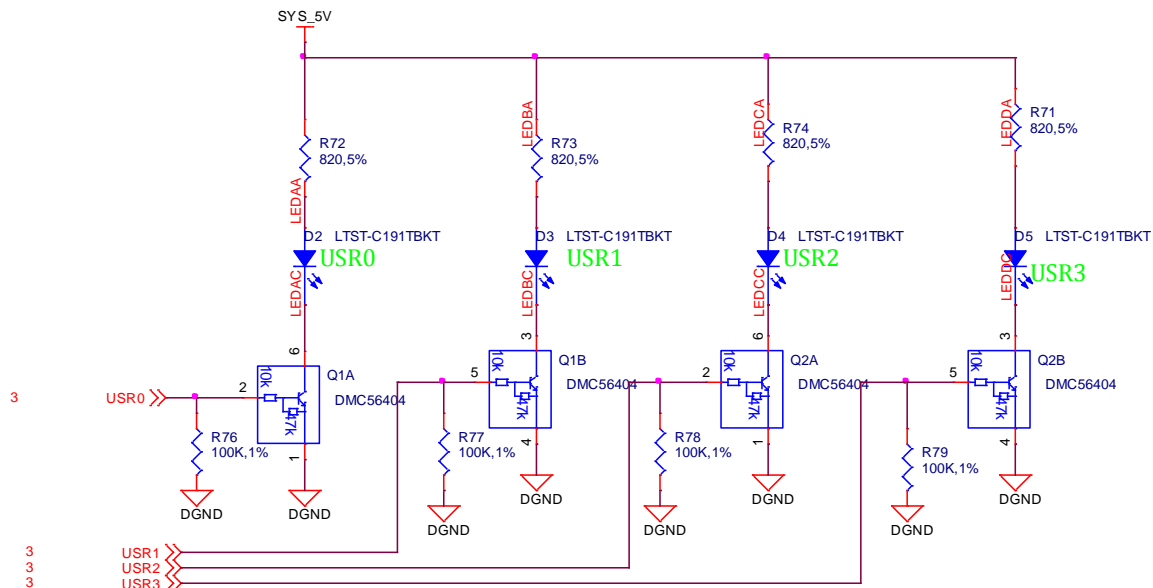 SYS_5V
R72
820,5%
LEDAA
D2 LTST-C191TBKT
USR0
LEDAC
6
10k
47k
Q1A
DMC56404
2
1
3 USR0
R76
100K,1%
DGND
DGND
LEDBA
R73
820,5%
D3 LTST-C191TBKT
USR1
LEDBC
3
10k
47k
Q1B
DMC56404
5
4
R77
100K,1%
DGND
DGND
LEDCA
R74
820,5%
D4 LTST-C191TBKT
USR2
LEDCC
6
10k
47k
Q2A
DMC56404
2
1
R78
100K,1%
DGND
DGND
LEDDA
R71
820,5%
D5 LTST-C191TBKT
USR3
LEDDC
3
10k
47k
Q2B
DMC56404
5
4
R79
100K,1%
DGND
DGND
3 USR1
3 USR2
3 USR3